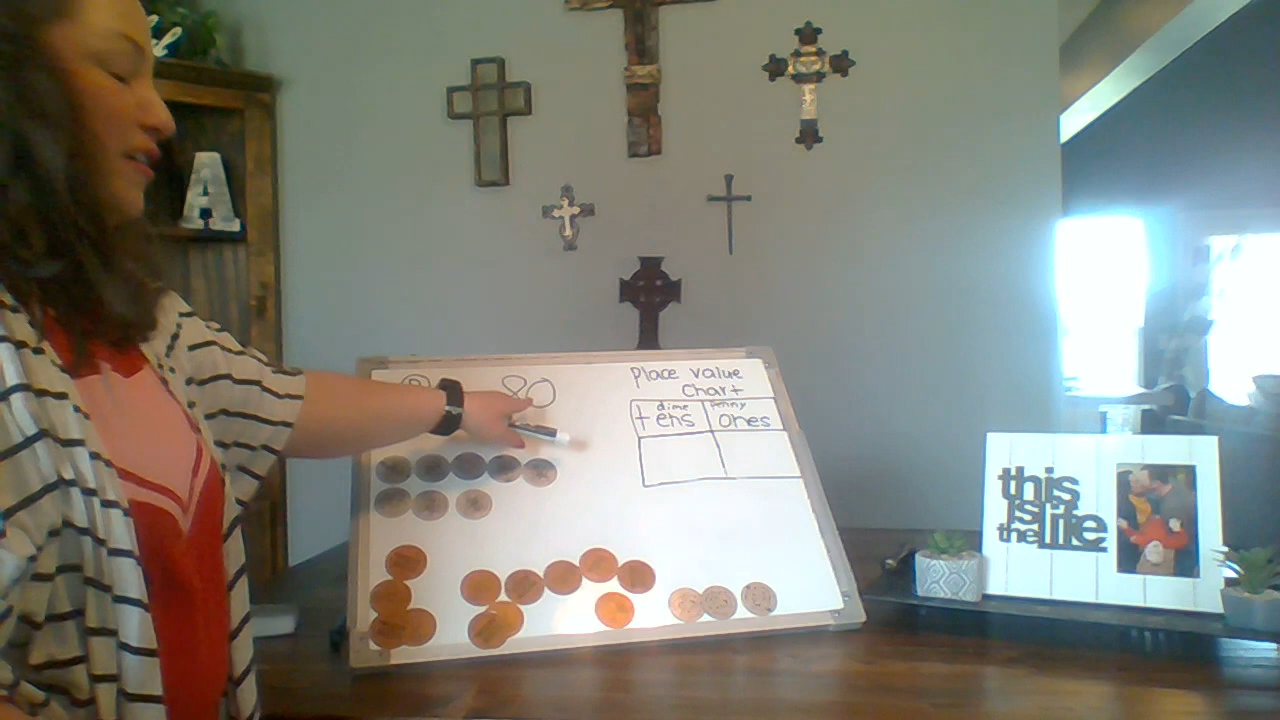 A
80
Place value
Chart
dime penny
tens ones
this
is
the life